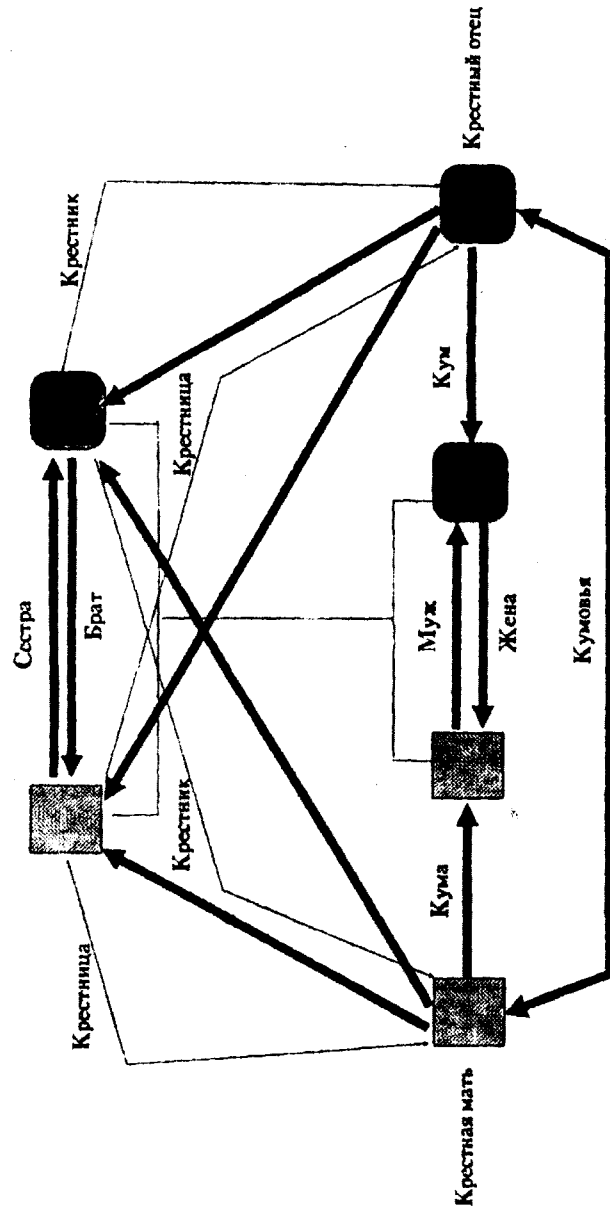 Сестра
Брат
Крестник
Крестница
Крестница
Крестник
Муж
Жена
Кума
Кум
Крестная мать
Крестный отец
Кумовья